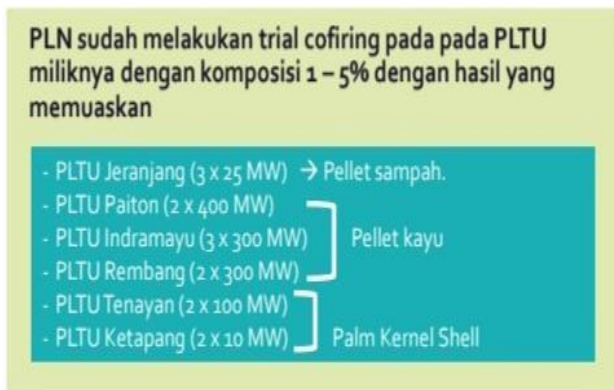 PLN sudah melakukan trial cofiring pada pada PLTU
miliknya dengan komposisi 1 – 5% dengan hasil yang
memuaskan
- PLTU Jeranjang (3 x 25 MW) → Pellet sampah.
- PLTU Paiton (2 x 400 MW)
- PLTU Indramayu (3 x 300 MW) Pellet kayu
- PLTU Rembang (2 x 300 MW)
- PLTU Tenayan (2 x 100 MW)
- PLTU Ketapang (2 x 10 MW) Palm Kernel Shell